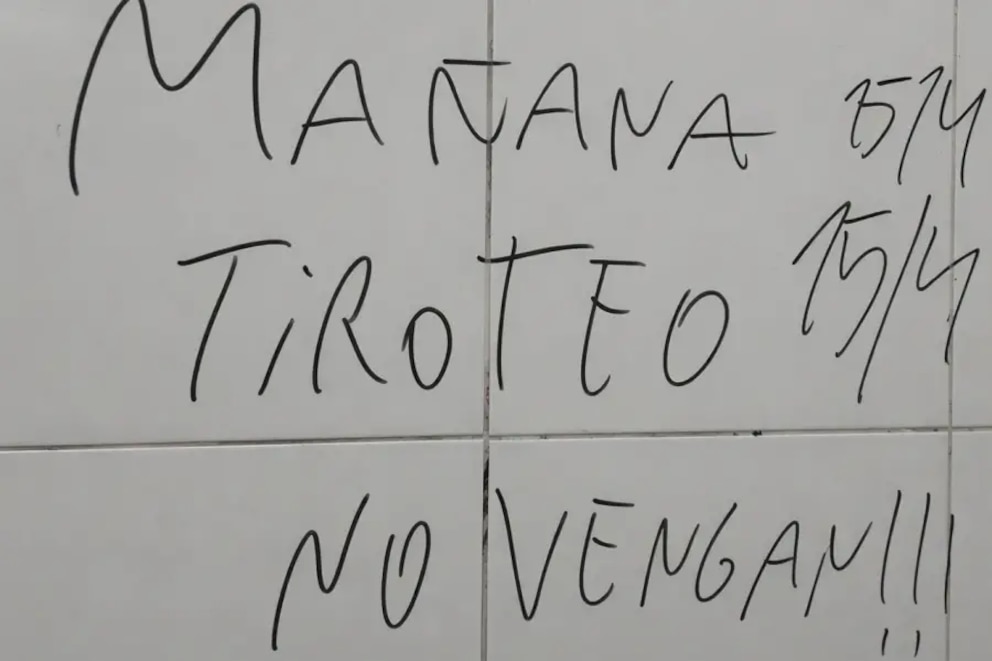 MAÑANA 15/4
TiROTEO 15/4
NO VENGAN!!!